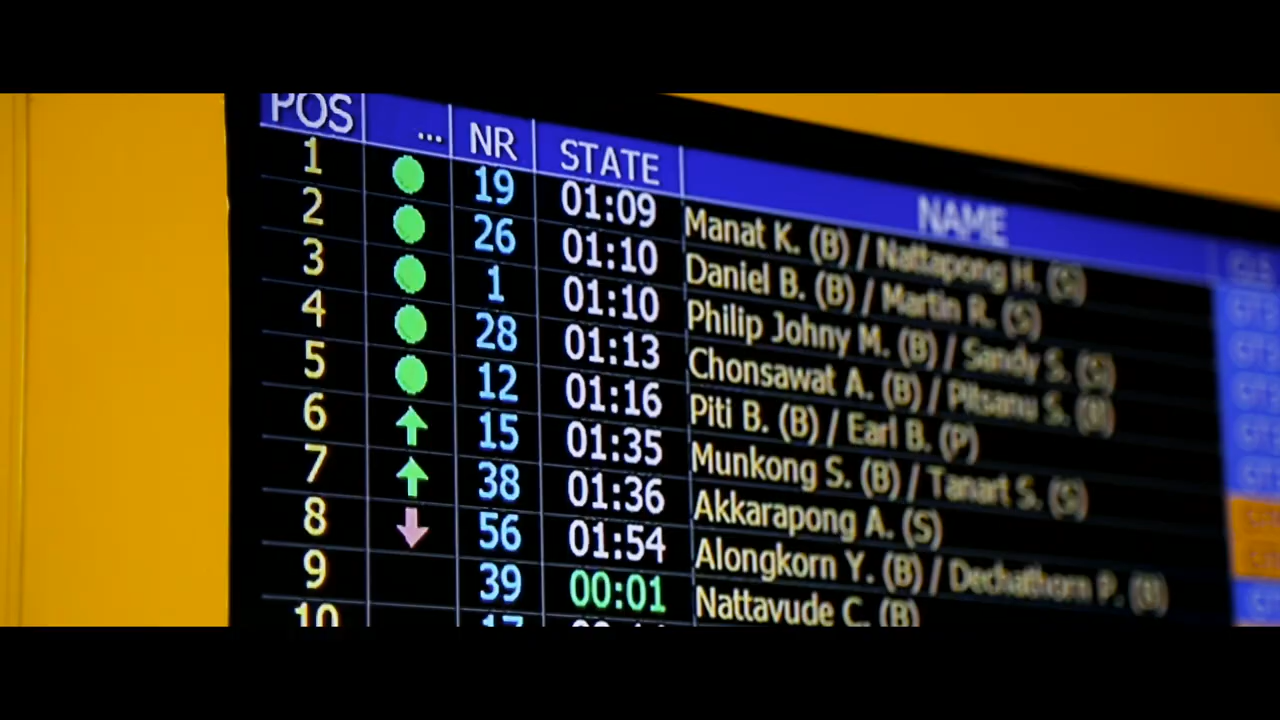 POS ... NR STATE NAME
1 19 01:09 Manat K. (B) / Nattapong H. (S)
2 26 01:10 Daniel B. (B) / Martin R. (S)
3 1 01:10 Philip Johny M. (B) / Sandy S. (S)
4 28 01:13 Chonsawat A. (B) / Pitsanu S. (B)
5 12 01:16 Piti B. (B) / Earl B. (P)
6 15 01:35 Munkong S. (B) / Tanart S. (S)
7 38 01:36 Akkarapong A. (S)
8 56 01:54 Alongkorn Y. (B) / Dechathorn P. (B)
9 39 00:01 Nattavude C. (B)
10 17